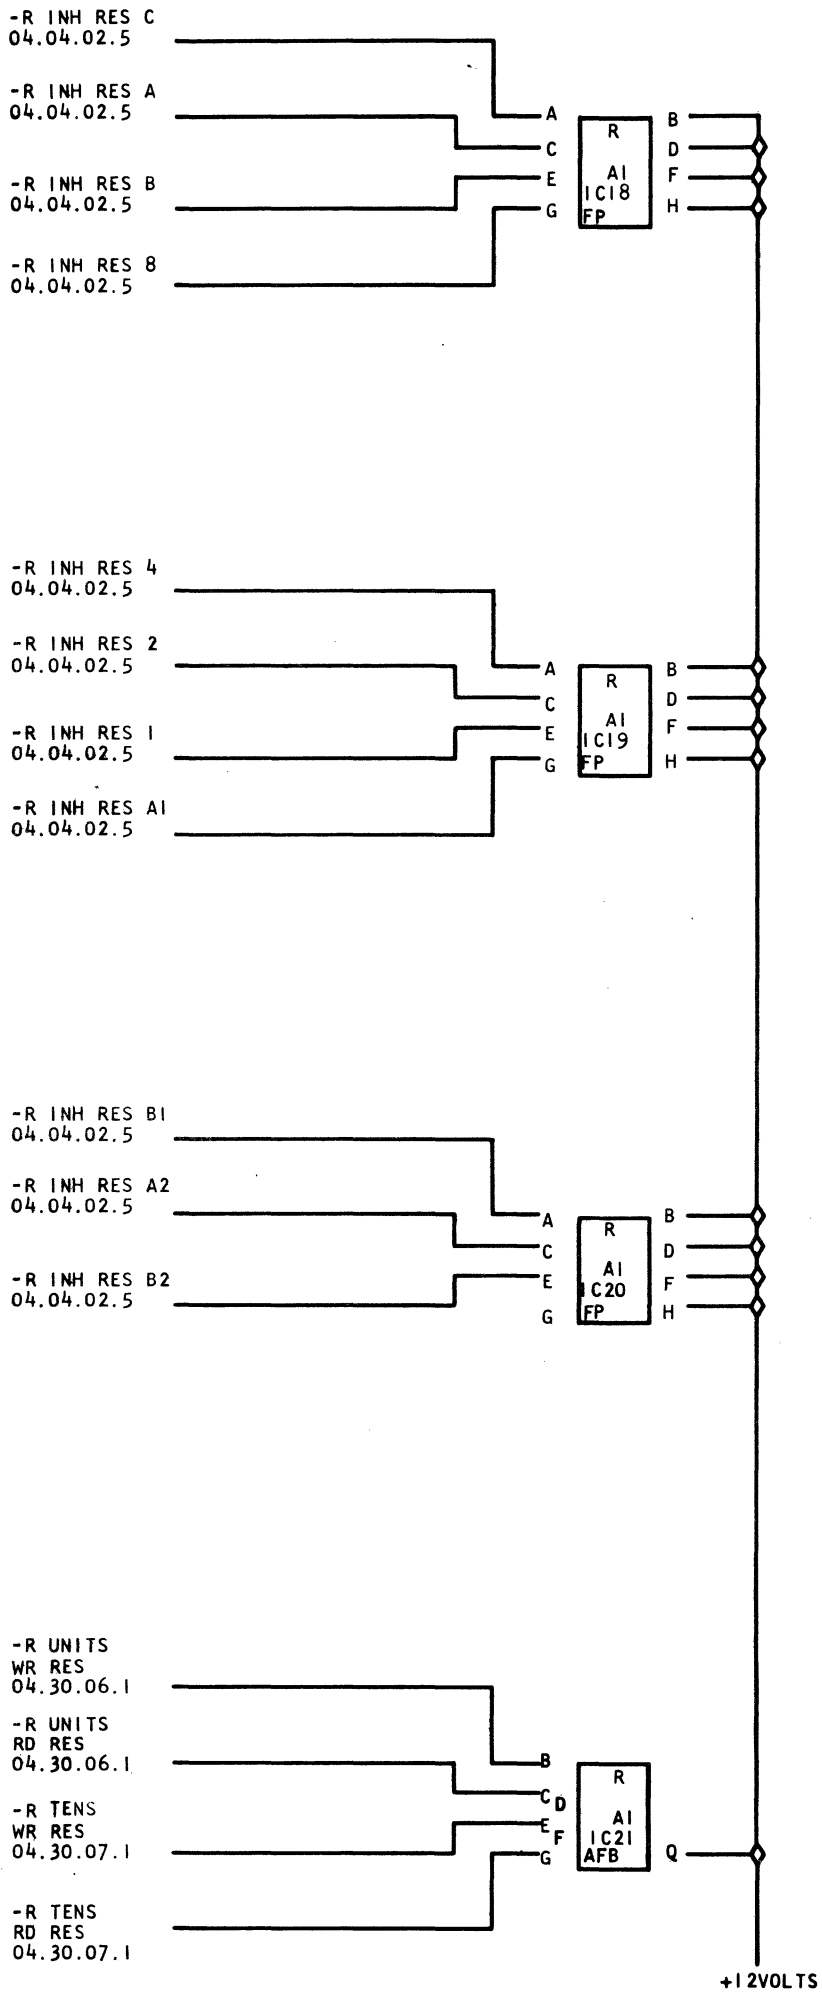 -R INH RES C
04.04.02.5
-R INH RES A
04.04.02.5
-R INH RES B
04.04.02.5
-R INH RES 8
04.04.02.5
A
C
E
G
R
A1
1C18
FP
B
D
F
H
-R INH RES 4
04.04.02.5
-R INH RES 2
04.04.02.5
-R INH RES 1
04.04.02.5
-R INH RES A1
04.04.02.5
A
C
E
G
R
A1
1C19
FP
B
D
F
H
-R INH RES B1
04.04.02.5
-R INH RES A2
04.04.02.5
-R INH RES B2
04.04.02.5
A
C
E
G
R
A1
1C20
FP
B
D
F
H
-R UNITS
WR RES
04.30.06.1
-R UNITS
RD RES
04.30.06.1
-R TENS
WR RES
04.30.07.1
-R TENS
RD RES
04.30.07.1
B
C D
E F
G
R
A1
1C21
AFB
Q
+12VOLTS